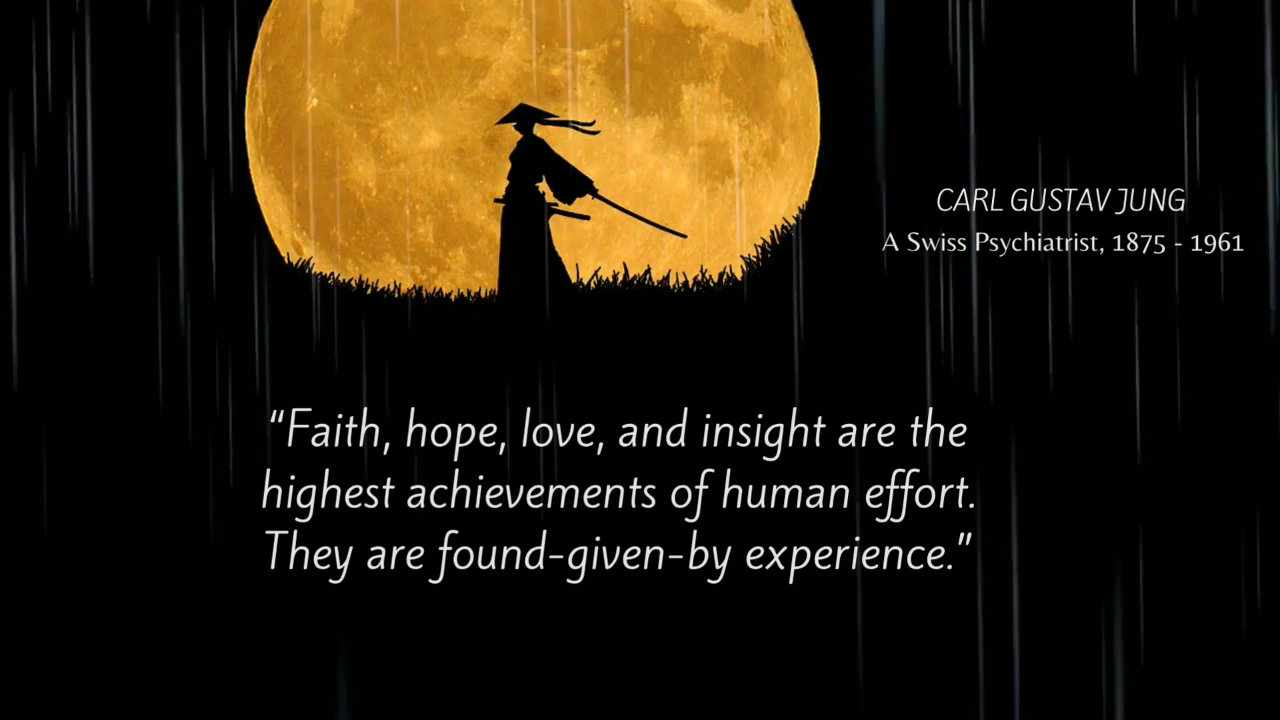 CARL GUSTAV JUNG
A Swiss Psychiatrist, 1875 - 1961
“Faith, hope, love, and insight are the
highest achievements of human effort.
They are found-given-by experience.”